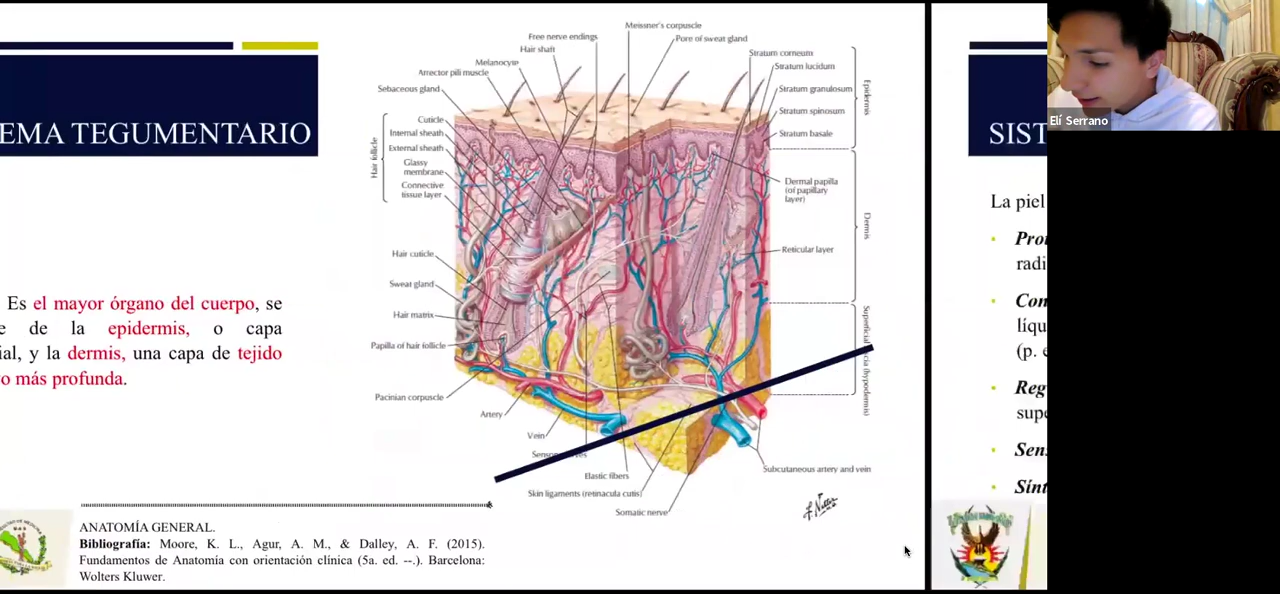 EMA TEGUMENTARIO
Es el mayor órgano del cuerpo, se
e de la epidermis, o capa
ial, y la dermis, una capa de tejido
o más profunda.
Meissner's corpuscle
Free nerve endings
Pore of sweat gland
Hair shaft
Melanocyte
Arrector pili muscle
Sebaceous gland
Cuticle
Internal sheath
External sheath
Glassy
membrane
Connective
tissue layer
Hair follicle
Hair cuticle
Sweat gland
Hair matrix
Papilla of hair follicle
Pacinian corpuscle
Artery
Vein
Elastic fibers
Skin ligaments (retinacula cutis)
Somatic nerve
Stratum corneum
Stratum lucidum
Stratum granulosum
Stratum spinosum
Stratum basale
Epidermis
Dermal papilla
(of papillary
layer)
Dermis
Reticular layer
Superficial
(hypodermis)
Subcutaneous artery and vein
F. Netter
ANATOMÍA GENERAL.
Bibliografía: Moore, K. L., Agur, A. M., & Dalley, A. F. (2015).
Fundamentos de Anatomía con orientación clínica (5a. ed. --.). Barcelona:
Wolters Kluwer.
SIS
La piel
Pro
radi
Con
líqu
(p. e
Reg
supe
Sen
Sínt
Elí Serrano